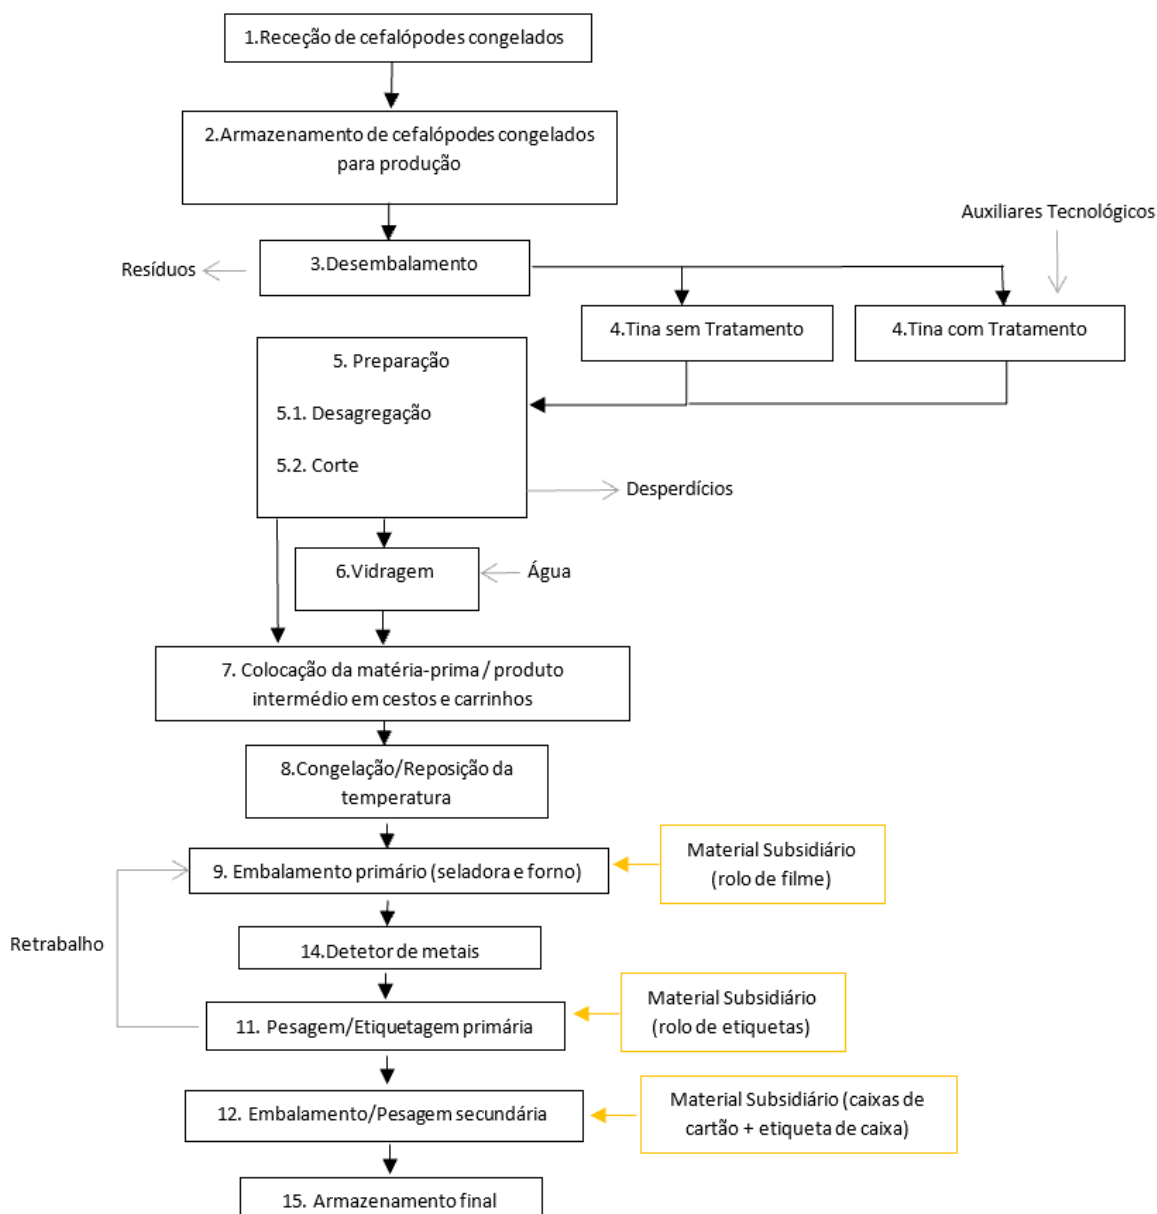 1.Receção de cefalópodes congelados
2.Armazenamento de cefalópodes congelados
para produção
Auxiliares Tecnológicos
Resíduos
3.Desembalamento
4.Tina sem Tratamento
4.Tina com Tratamento
5. Preparação
5.1. Desagregação
5.2. Corte
Desperdícios
6.Vidragem
Água
7. Colocação da matéria-prima / produto
intermédio em cestos e carrinhos
8.Congelação/Reposição da
temperatura
9. Embalamento primário (seladora e forno)
Material Subsidiário
(rolo de filme)
Retrabalho
14.Detetor de metais
11. Pesagem/Etiquetagem primária
Material Subsidiário
(rolo de etiquetas)
12. Embalamento/Pesagem secundária
Material Subsidiário (caixas de
cartão + etiqueta de caixa)
15. Armazenamento final